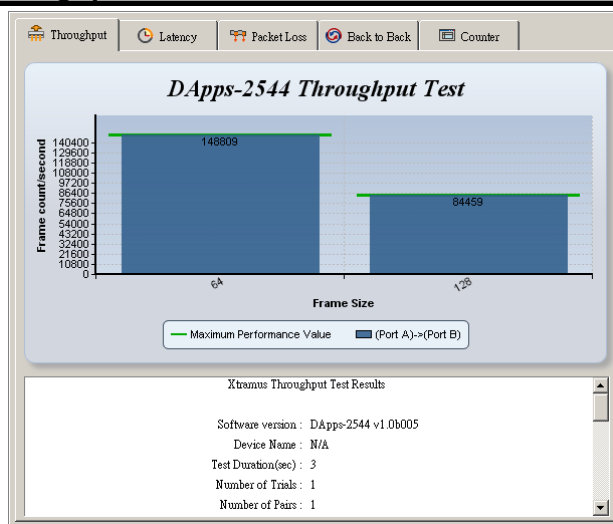 Throughput
Latency
Packet Loss
Back to Back
Counter
DApps-2544 Throughput Test
Frame count/second
140400
129600
118800
108000
97200
86400
75600
64800
54000
43200
32400
21600
10800
0
148809
84459
64
128
Frame Size
Maximum Performance Value
(Port A)->(Port B)
Xtramus Throughput Test Results
Software version : DApps-2544 v1.0b005
Device Name : N/A
Test Duration(sec) : 3
Number of Trials : 1
Number of Pairs : 1